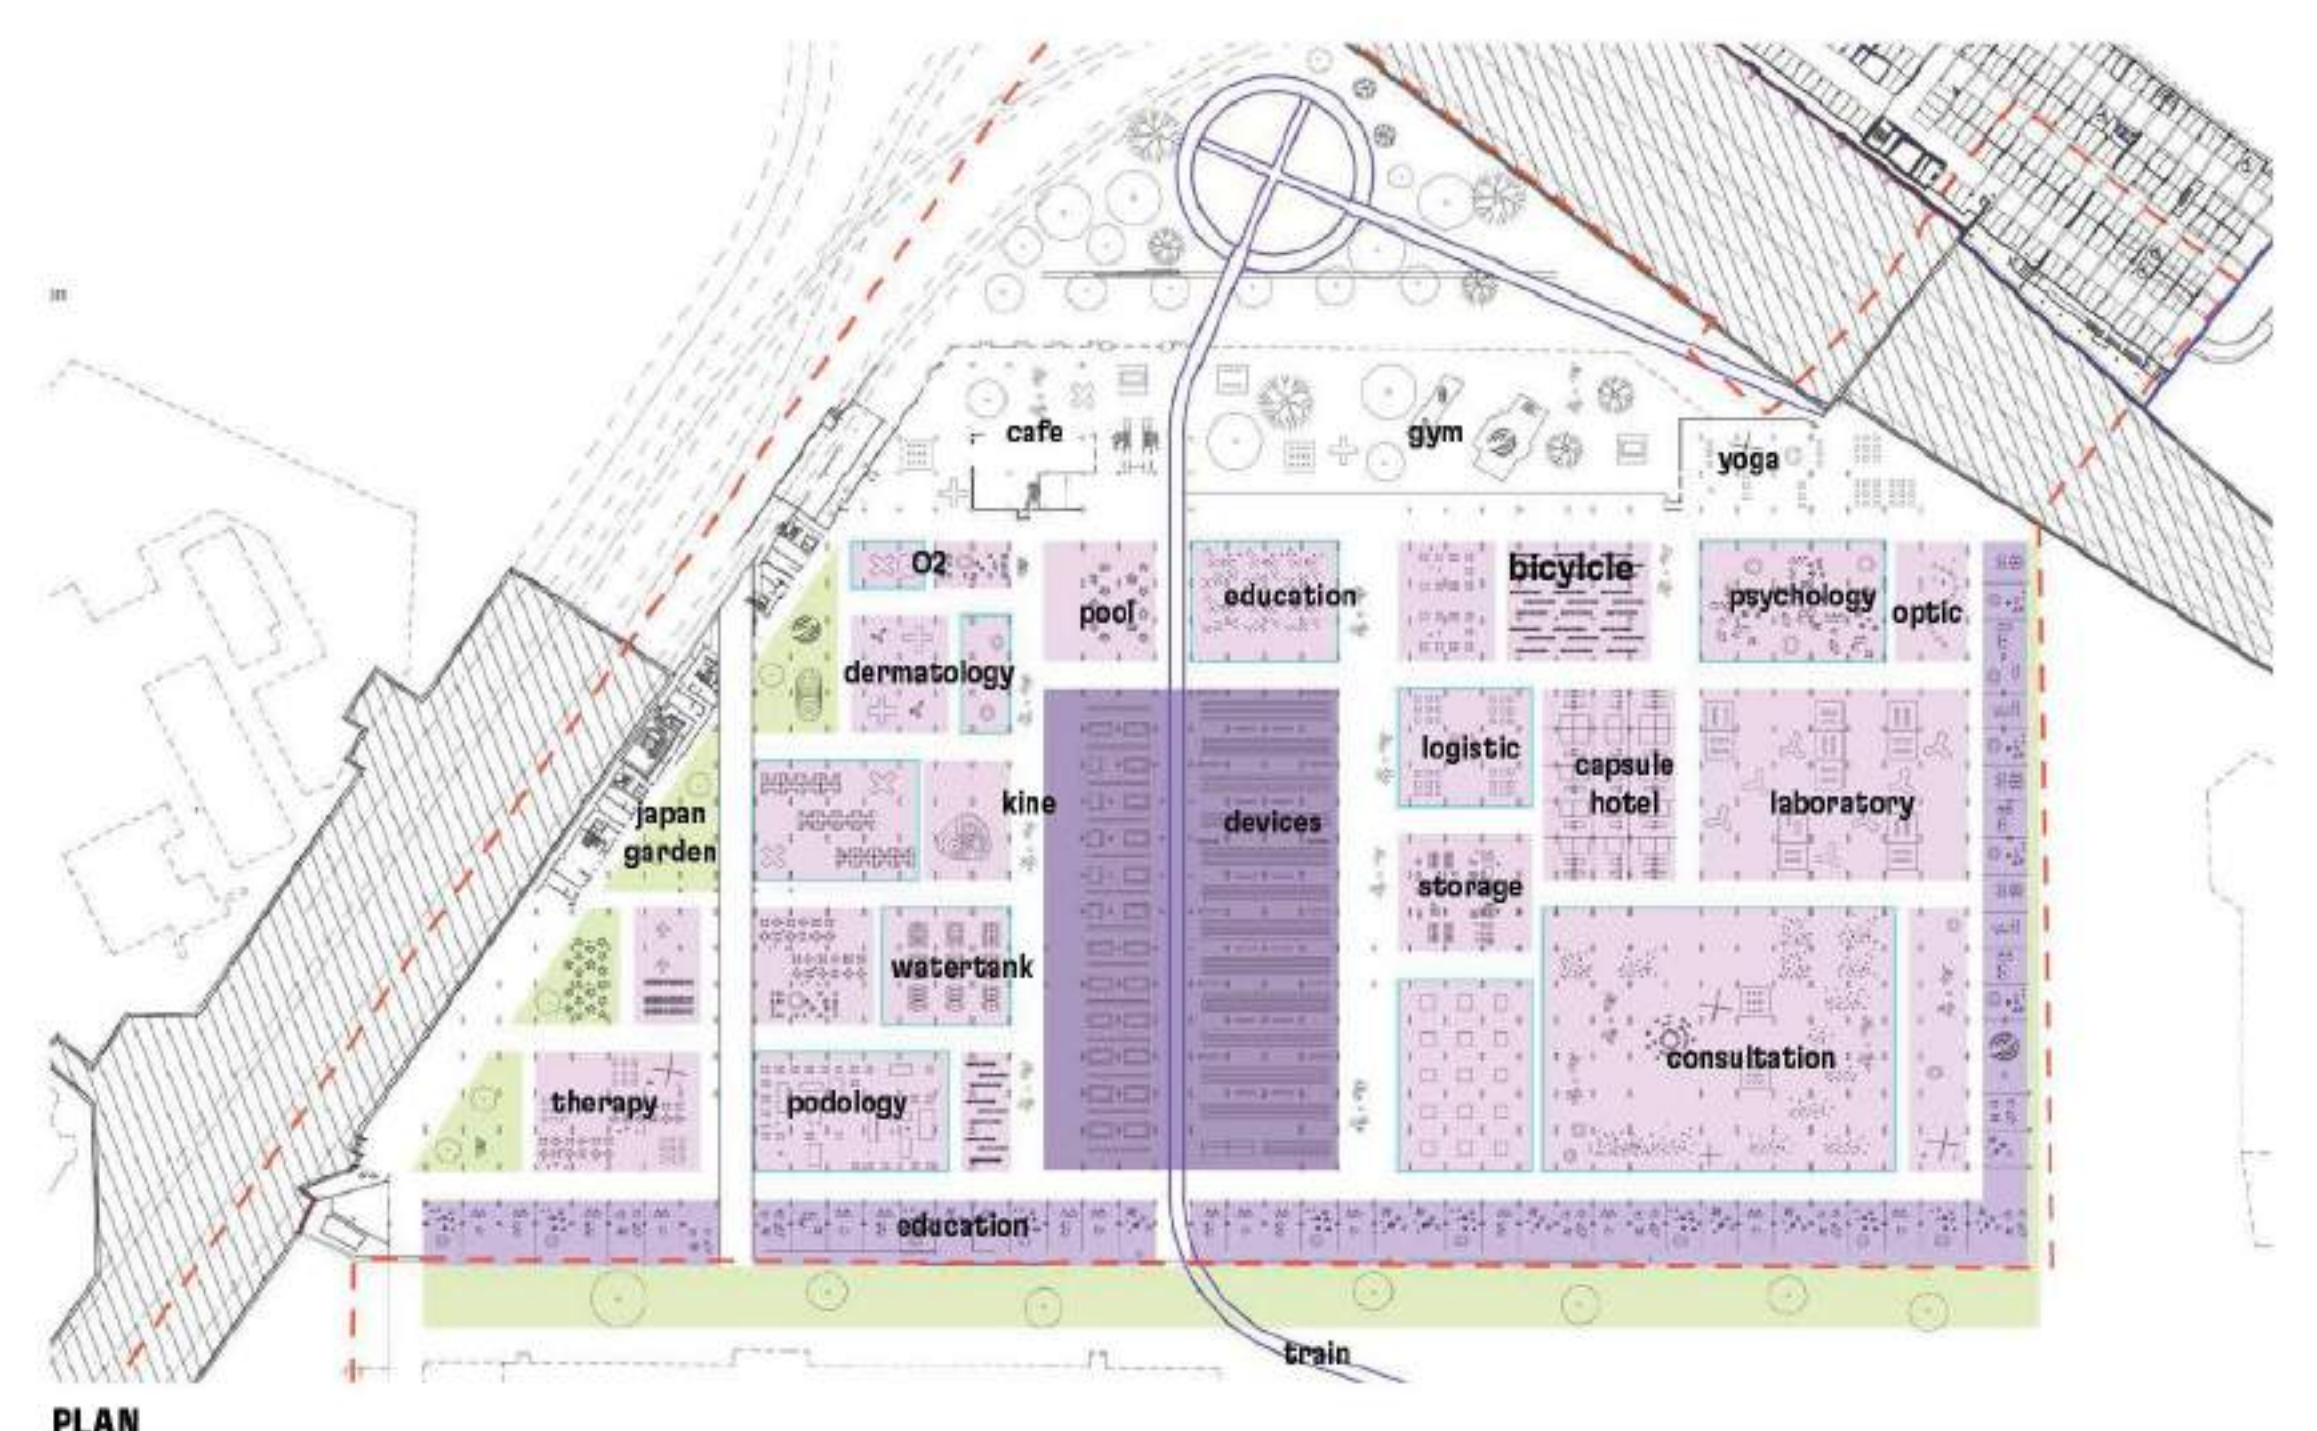 in
cafe
gym
yoga
O2
pool
education
bicylcle
psychology
optic
dermatology
logistic
capsule
hotel
laboratory
japan
garden
kine
devices
storage
watertank
consultation
therapy
podology
education
train
PLAN